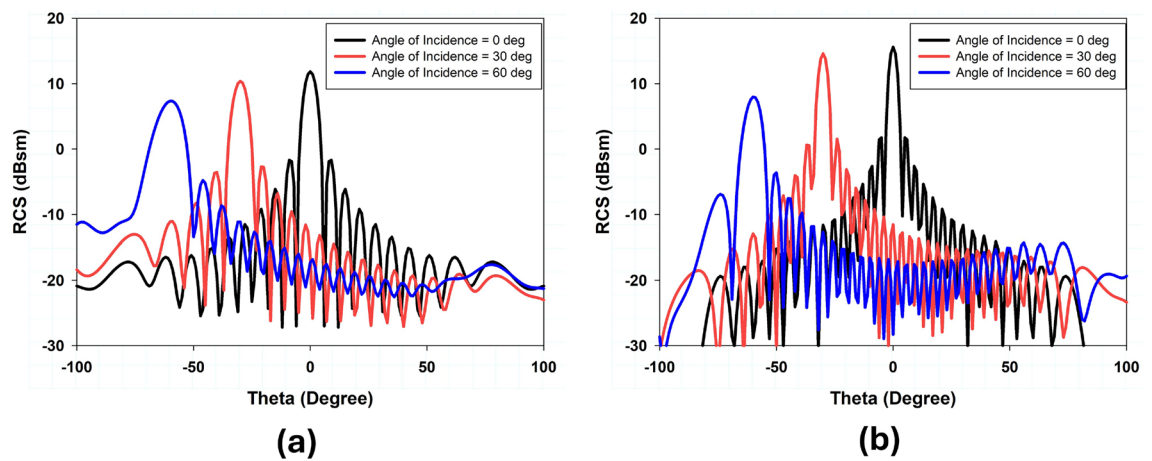 20
10
0
-10
-20
-30
RCS (dBsm)
Angle of Incidence = 0 deg
Angle of Incidence = 30 deg
Angle of Incidence = 60 deg
-100
-50
0
50
100
Theta (Degree)
(a)
20
10
0
-10
-20
-30
RCS (dBsm)
Angle of Incidence = 0 deg
Angle of Incidence = 30 deg
Angle of Incidence = 60 deg
-100
-50
0
50
100
Theta (Degree)
(b)